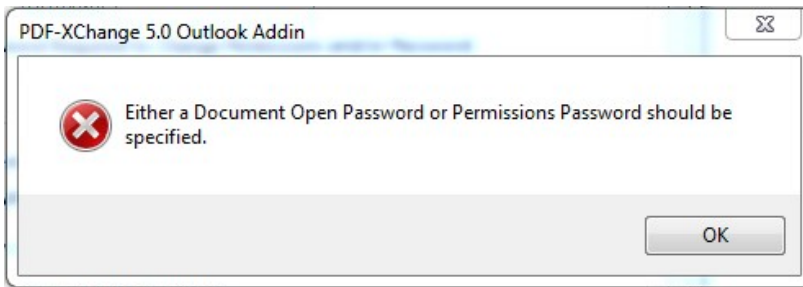 PDF-XChange 5.0 Outlook Addin
Either a Document Open Password or Permissions Password should be
specified.
OK